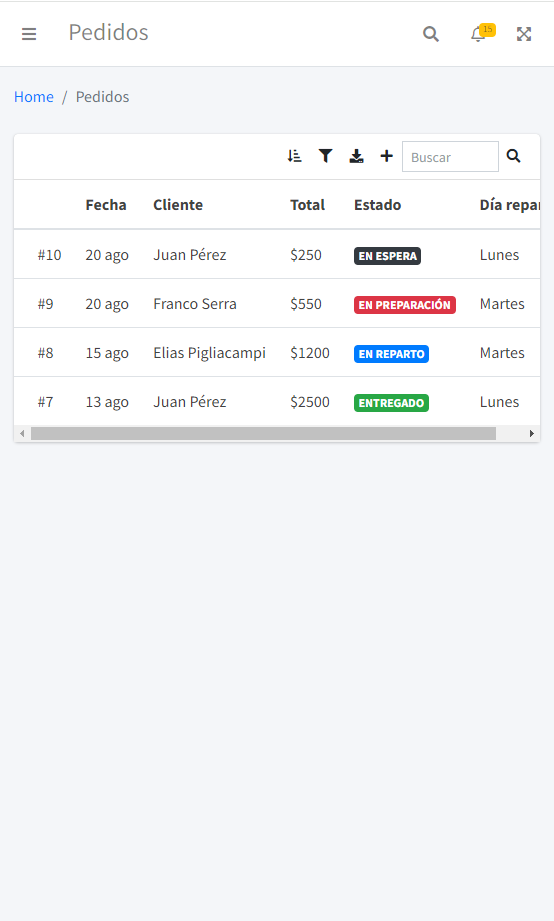 Pedidos
15
Home / Pedidos
Buscar
Fecha Cliente Total Estado Día repar
#10 20 ago Juan Pérez $250 EN ESPERA Lunes
#9 20 ago Franco Serra $550 EN PREPARACIÓN Martes
#8 15 ago Elias Pigliacampi $1200 EN REPARTO Martes
#7 13 ago Juan Pérez $2500 ENTREGADO Lunes